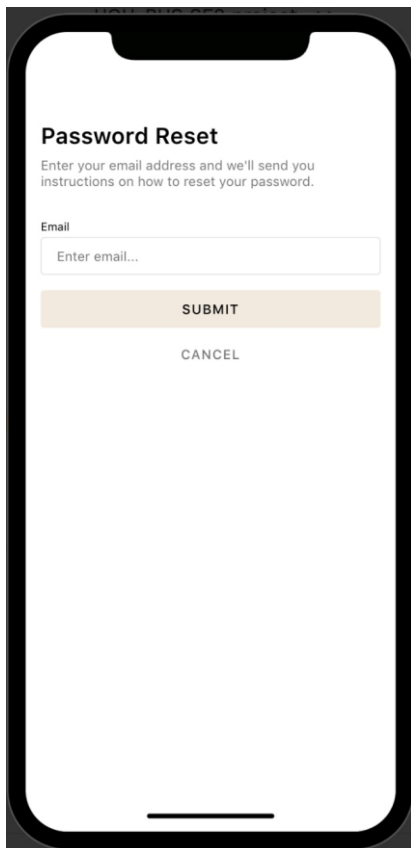 Password Reset
Enter your email address and we'll send you
instructions on how to reset your password.
Email
Enter email...
SUBMIT
CANCEL